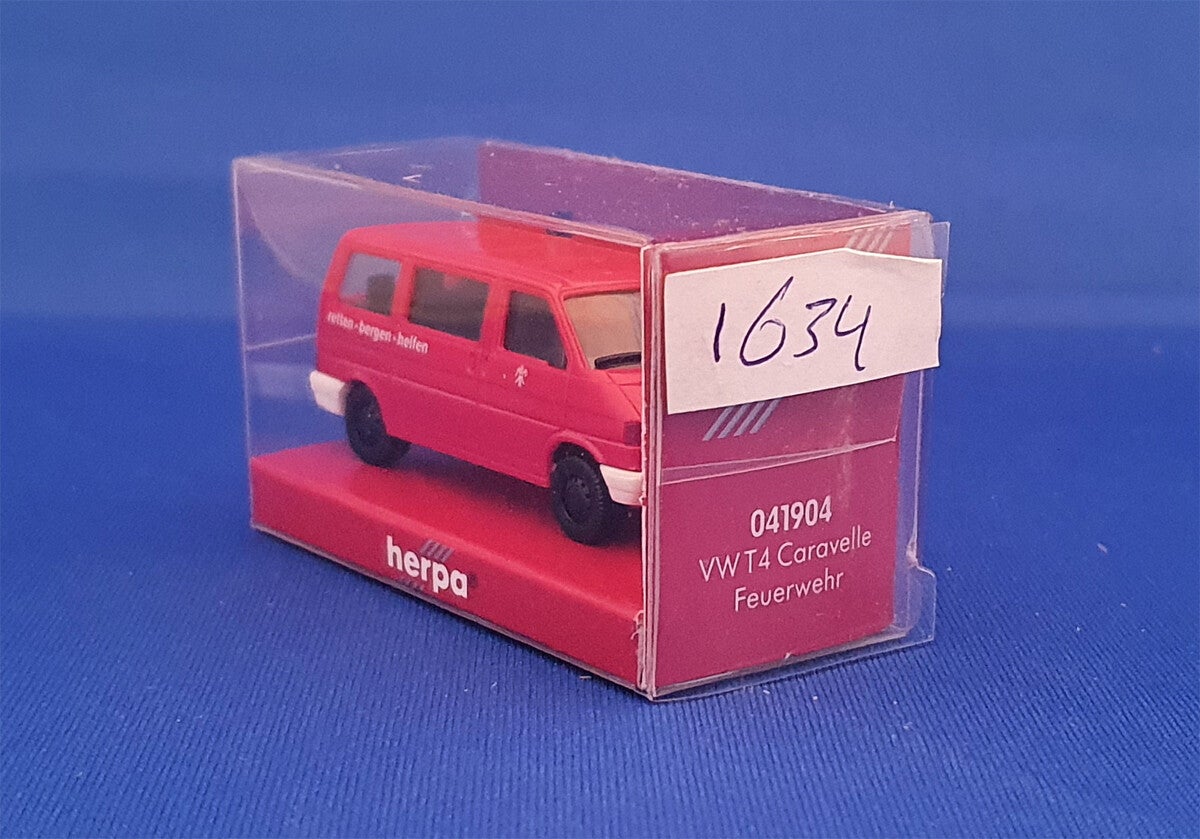 1634
retten · bergen · helfen
herpa
041904
VW T4 Caravelle
Feuerwehr